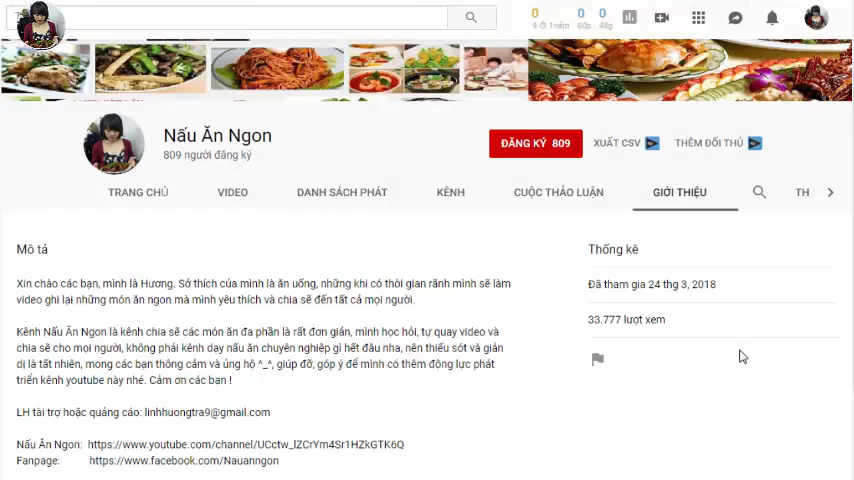 0 0 0
4 ở 1năm 60p 48g
Nấu Ăn Ngon
809 người đăng ký
ĐĂNG KÝ 809 XUẤT CSV THÊM ĐỐI THỦ
TRANG CHỦ VIDEO DANH SÁCH PHÁT KÊNH CUỘC THẢO LUẬN GIỚI THIỆU TH
Mô tả
Thống kê
Xin chào các bạn, mình là Hương. Sở thích của mình là ăn uống, những khi có thời gian rãnh mình sẽ làm
video ghi lại những món ăn ngon mà mình yêu thích và chia sẽ đến tất cả mọi người.
Đã tham gia 24 thg 3, 2018
33.777 lượt xem
Kênh Nấu Ăn Ngon là kênh chia sẽ các món ăn đa phần là rất đơn giản, mình học hỏi, tự quay video và
chia sẽ cho mọi người, không phải kênh dạy nấu ăn chuyên nghiệp gì hết đâu nha, nên thiếu sót và giản
dị là tất nhiên, mong các bạn thông cảm và ủng hộ ^_^, giúp đỡ, góp ý để mình có thêm động lực phát
triển kênh youtube này nhé. Cảm ơn các bạn !
LH tài trợ hoặc quảng cáo: linhhuongtra9@gmail.com
Nấu Ăn Ngon: https://www.youtube.com/channel/UCctw_lZCrYm4Sr1HZkGTK6Q
Fanpage: https://www.facebook.com/Nauanngon